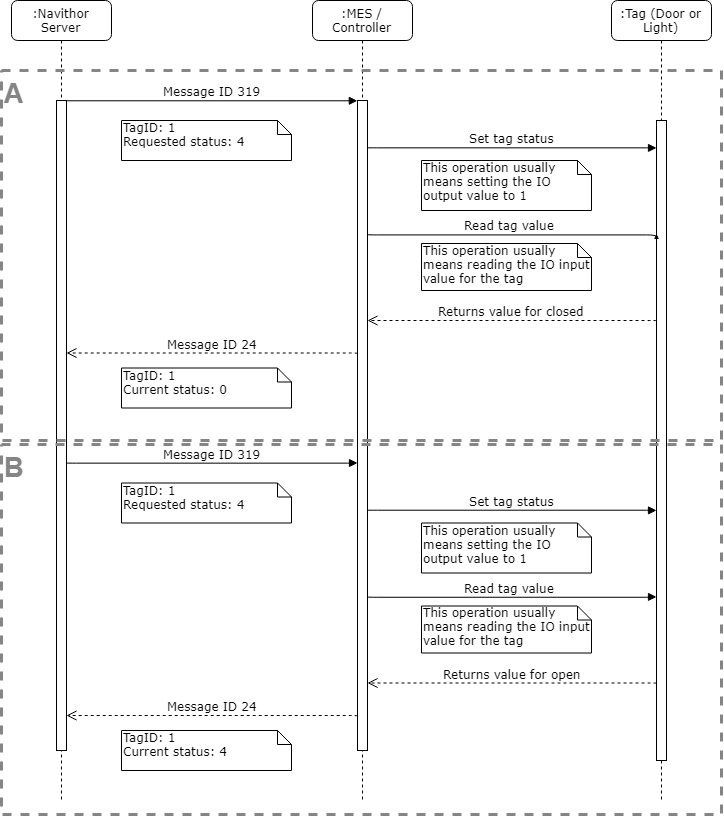 :Navithor
Server
:MES /
Controller
:Tag (Door or
Light)
A
Message ID 319
TagID: 1
Requested status: 4
Set tag status
This operation usually
means setting the IO
output value to 1
Read tag value
This operation usually
means reading the IO input
value for the tag
Returns value for closed
Message ID 24
TagID: 1
Current status: 0
B
Message ID 319
TagID: 1
Requested status: 4
Set tag status
This operation usually
means setting the IO
output value to 1
Read tag value
This operation usually
means reading the IO input
value for the tag
Returns value for open
Message ID 24
TagID: 1
Current status: 4